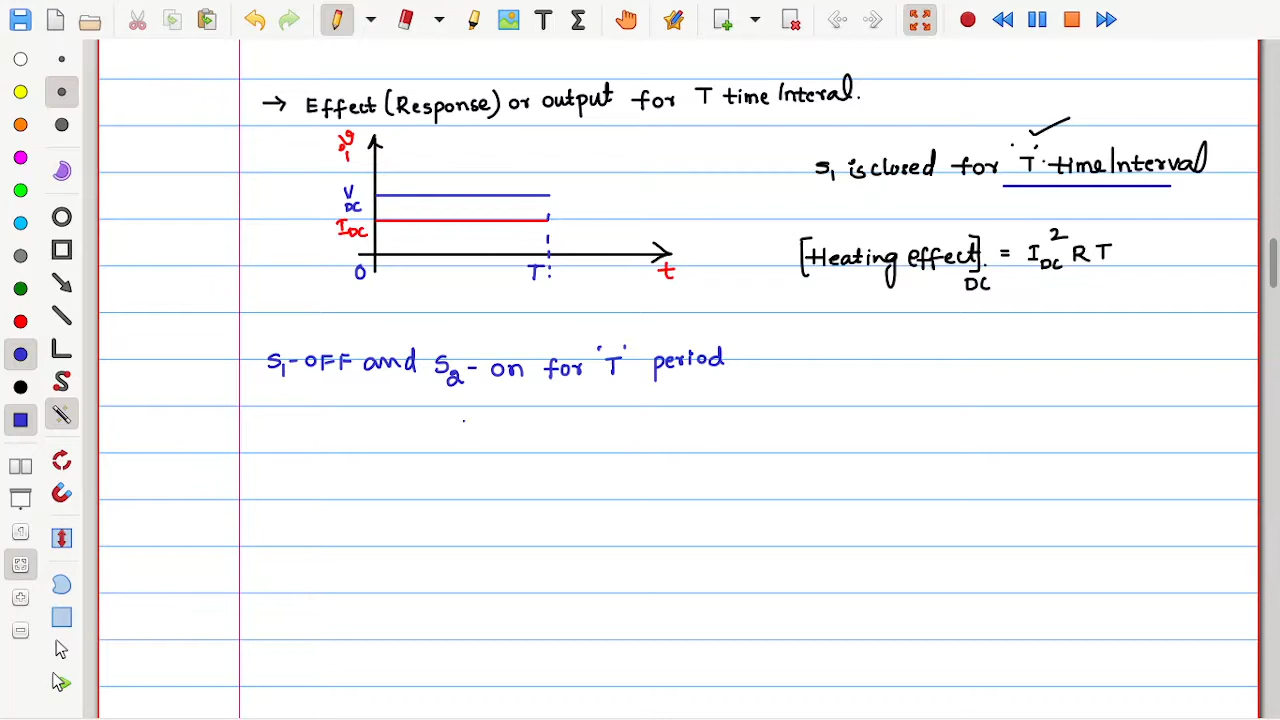 → Effect (Response) or output for T time Interal.
v, i
V DC
I DC
0 T t
S1 is closed for 'T' time Interval
[Heating effect] DC = I²DC R T
S1-OFF and S2 - on for 'T' period